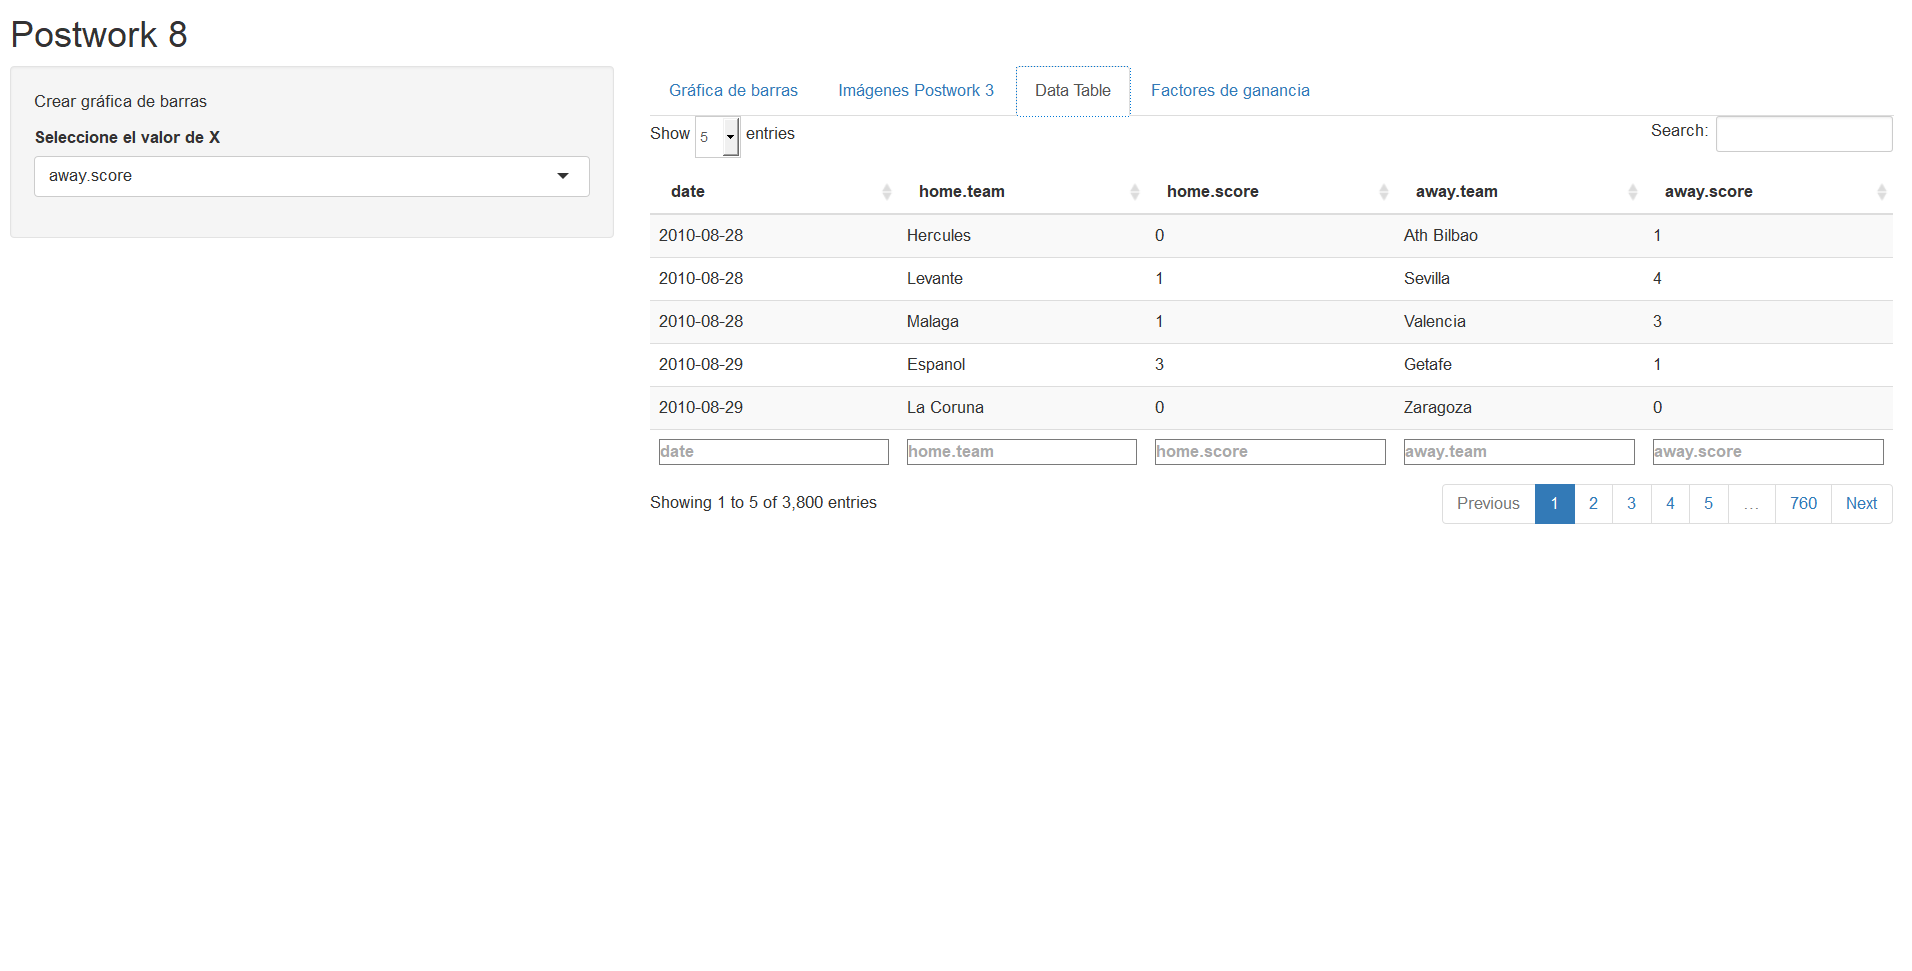 Postwork 8
Crear gráfica de barras
Seleccione el valor de X
away.score
Gráfica de barras Imágenes Postwork 3 Data Table Factores de ganancia
Show 5 entries Search:
date home.team home.score away.team away.score
2010-08-28 Hercules 0 Ath Bilbao 1
2010-08-28 Levante 1 Sevilla 4
2010-08-28 Malaga 1 Valencia 3
2010-08-29 Espanol 3 Getafe 1
2010-08-29 La Coruna 0 Zaragoza 0
date home.team home.score away.team away.score
Showing 1 to 5 of 3,800 entries Previous 1 2 3 4 5 … 760 Next